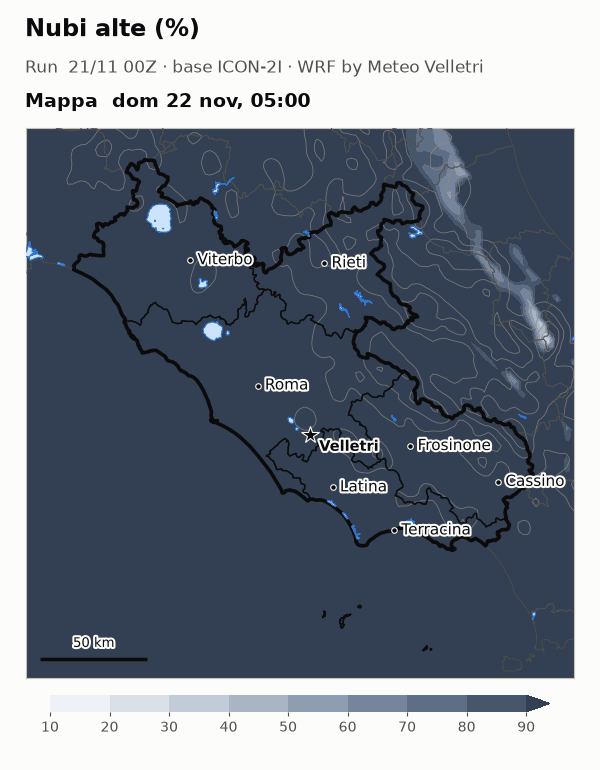 Nubi alte (%)
Run 21/11 00Z · base ICON-2I · WRF by Meteo Velletri
Mappa dom 22 nov, 05:00
Viterbo
Rieti
Roma
Velletri
Frosinone
Cassino
Latina
Terracina
50 km
10 20 30 40 50 60 70 80 90